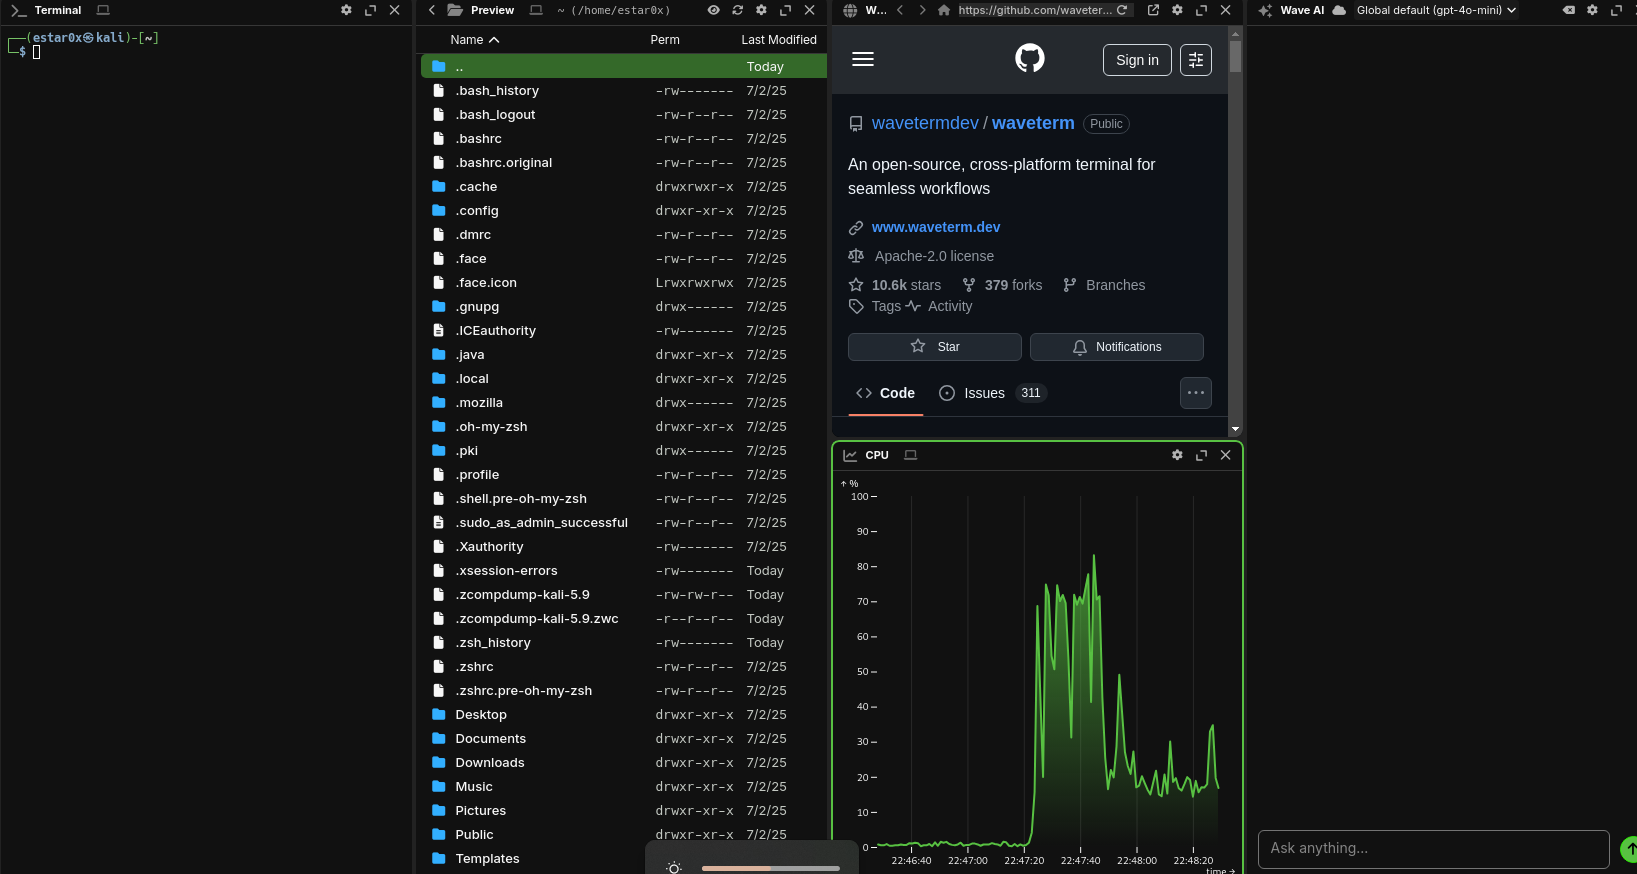 Terminal
┌──(estar0x㉿kali)-[~]
└─$
Preview ~ (/home/estar0x)
Name Perm Last Modified
.. Today
.bash_history -rw------- 7/2/25
.bash_logout -rw-r--r-- 7/2/25
.bashrc -rw-r--r-- 7/2/25
.bashrc.original -rw-r--r-- 7/2/25
.cache drwxrwxr-x 7/2/25
.config drwxr-xr-x 7/2/25
.dmrc -rw-r--r-- 7/2/25
.face -rw-r--r-- 7/2/25
.face.icon Lrwxrwxrwx 7/2/25
.gnupg drwx------ 7/2/25
.ICEauthority -rw------- 7/2/25
.java drwxr-xr-x 7/2/25
.local drwxr-xr-x 7/2/25
.mozilla drwx------ 7/2/25
.oh-my-zsh drwxr-xr-x 7/2/25
.pki drwx------ 7/2/25
.profile -rw-r--r-- 7/2/25
.shell.pre-oh-my-zsh -rw-r--r-- 7/2/25
.sudo_as_admin_successful -rw-r--r-- 7/2/25
.Xauthority -rw------- 7/2/25
.xsession-errors -rw------- Today
.zcompdump-kali-5.9 -rw-rw-r-- Today
.zcompdump-kali-5.9.zwc -r--r--r-- Today
.zsh_history -rw------- Today
.zshrc -rw-r--r-- 7/2/25
.zshrc.pre-oh-my-zsh -rw-r--r-- 7/2/25
Desktop drwxr-xr-x 7/2/25
Documents drwxr-xr-x 7/2/25
Downloads drwxr-xr-x 7/2/25
Music drwxr-xr-x 7/2/25
Pictures drwxr-xr-x 7/2/25
Public drwxr-xr-x 7/2/25
Templates
W... https://github.com/waveter...
Sign in
wavetermdev / waveterm Public
An open-source, cross-platform terminal for
seamless workflows
www.waveterm.dev
Apache-2.0 license
10.6k stars 379 forks Branches
Tags Activity
Star Notifications
Code Issues 311
CPU
↑ %
100
90
80
70
60
50
40
30
20
10
0
22:46:40 22:47:00 22:47:20 22:47:40 22:48:00 22:48:20
time →
Wave AI Global default (gpt-4o-mini)
Ask anything...